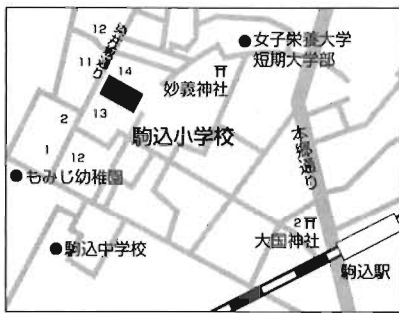 12
女子栄養大学
短期大学部
11
14
妙義神社
13
2
駒込小学校
本郷通り
1
12
もみじ幼稚園
2
大国神社
駒込中学校
駒込駅